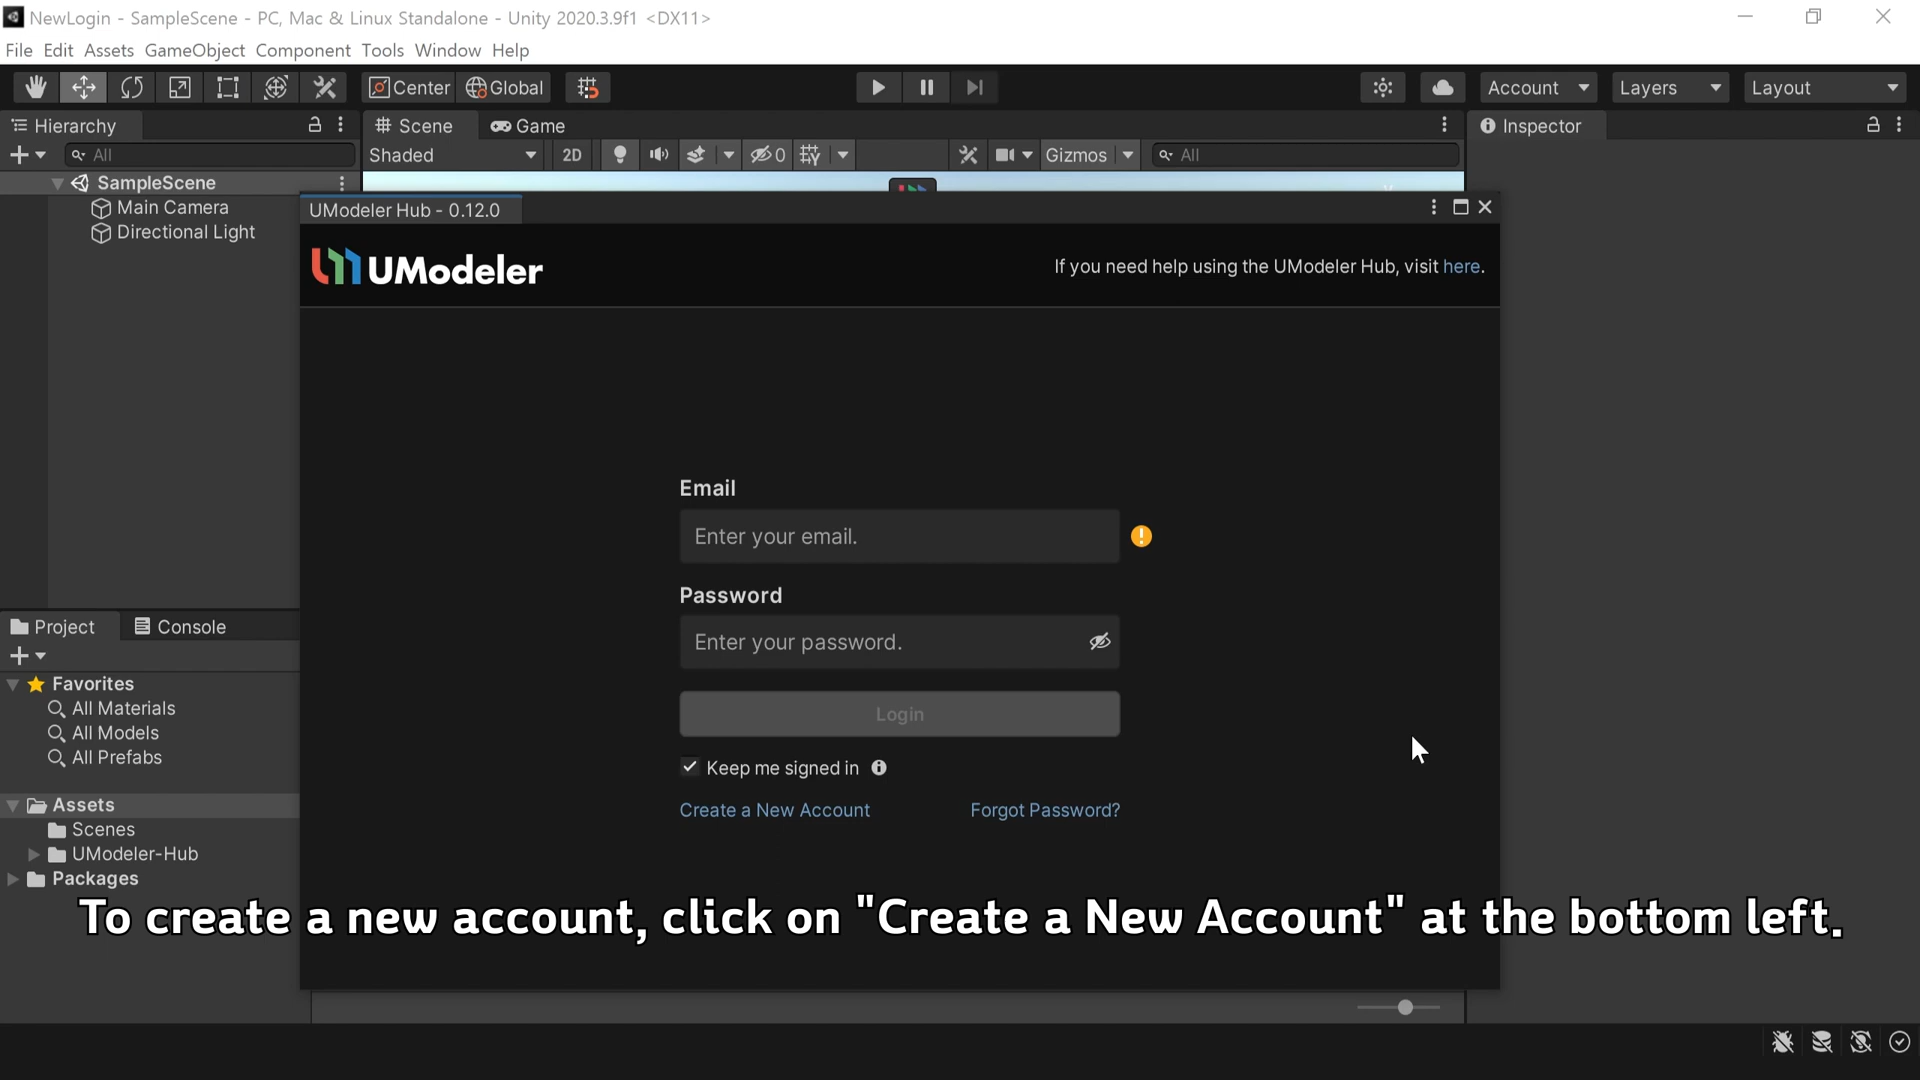 NewLogin - SampleScene - PC, Mac & Linux Standalone - Unity 2020.3.9f1 <DX11>
File Edit Assets GameObject Component Tools Window Help
Center Global Account Layers Layout
Hierarchy Scene Game Inspector
All Shaded 2D 0 Gizmos All
SampleScene
Main Camera
Directional Light
UModeler Hub - 0.12.0
UModeler
If you need help using the UModeler Hub, visit here.
Email
Enter your email.
Password
Enter your password.
Login
Keep me signed in
Create a New Account Forgot Password?
Project Console
Favorites
All Materials
All Models
All Prefabs
Assets
Scenes
UModeler-Hub
Packages
To create a new account, click on "Create a New Account" at the bottom left.